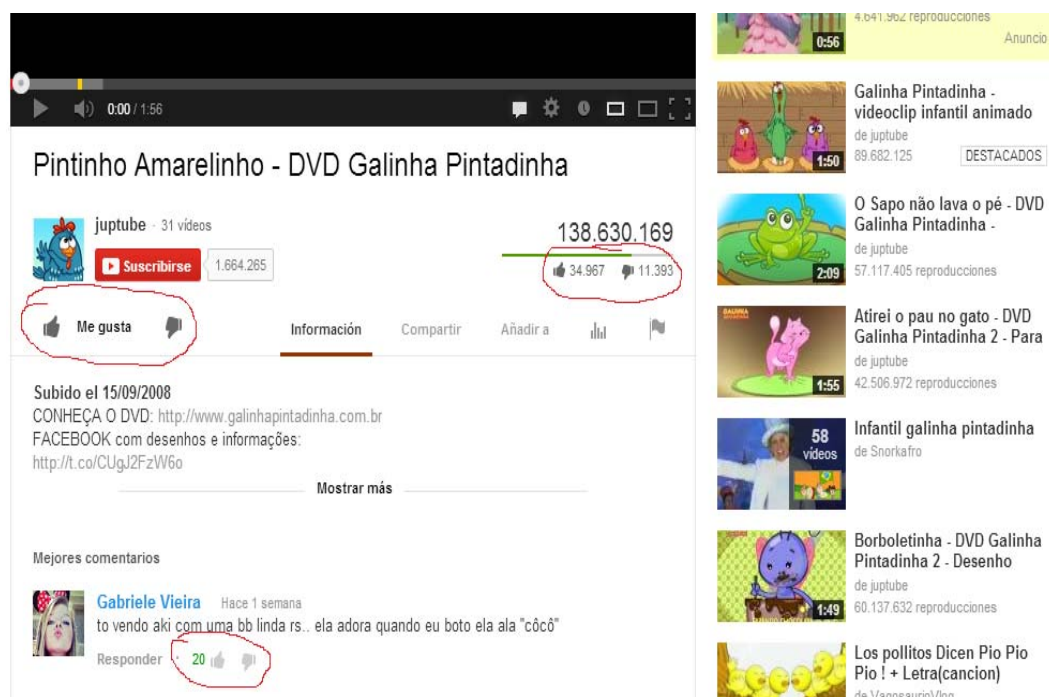 0:00 / 1:56
Pintinho Amarelinho - DVD Galinha Pintadinha
juptube · 31 vídeos
Suscribirse 1.664.265
138.630.169
34.967 11.393
Me gusta
Información Compartir Añadir a
Subido el 15/09/2008
CONHEÇA O DVD: http://www.galinhapintadinha.com.br
FACEBOOK com desenhos e informações:
http://t.co/CUgJ2FzW6o
Mostrar más
Mejores comentarios
Gabriele Vieira Hace 1 semana
to vendo aki com uma bb linda rs.. ela adora quando eu boto ela ala "côcô"
Responder · 20
4.641.962 reproducciones
0:56
Anuncio
Galinha Pintadinha -
videoclip infantil animado
de juptube
89.682.125 DESTACADOS
1:50
O Sapo não lava o pé - DVD
Galinha Pintadinha -
de juptube
57.117.405 reproducciones
2:09
Atirei o pau no gato - DVD
Galinha Pintadinha 2 - Para
de juptube
42.506.972 reproducciones
1:55
Infantil galinha pintadinha
de Snorkafro
58
vídeos
Borboletinha - DVD Galinha
Pintadinha 2 - Desenho
de juptube
60.137.632 reproducciones
1:49
Los pollitos Dicen Pio Pio
Pio ! + Letra(cancion)